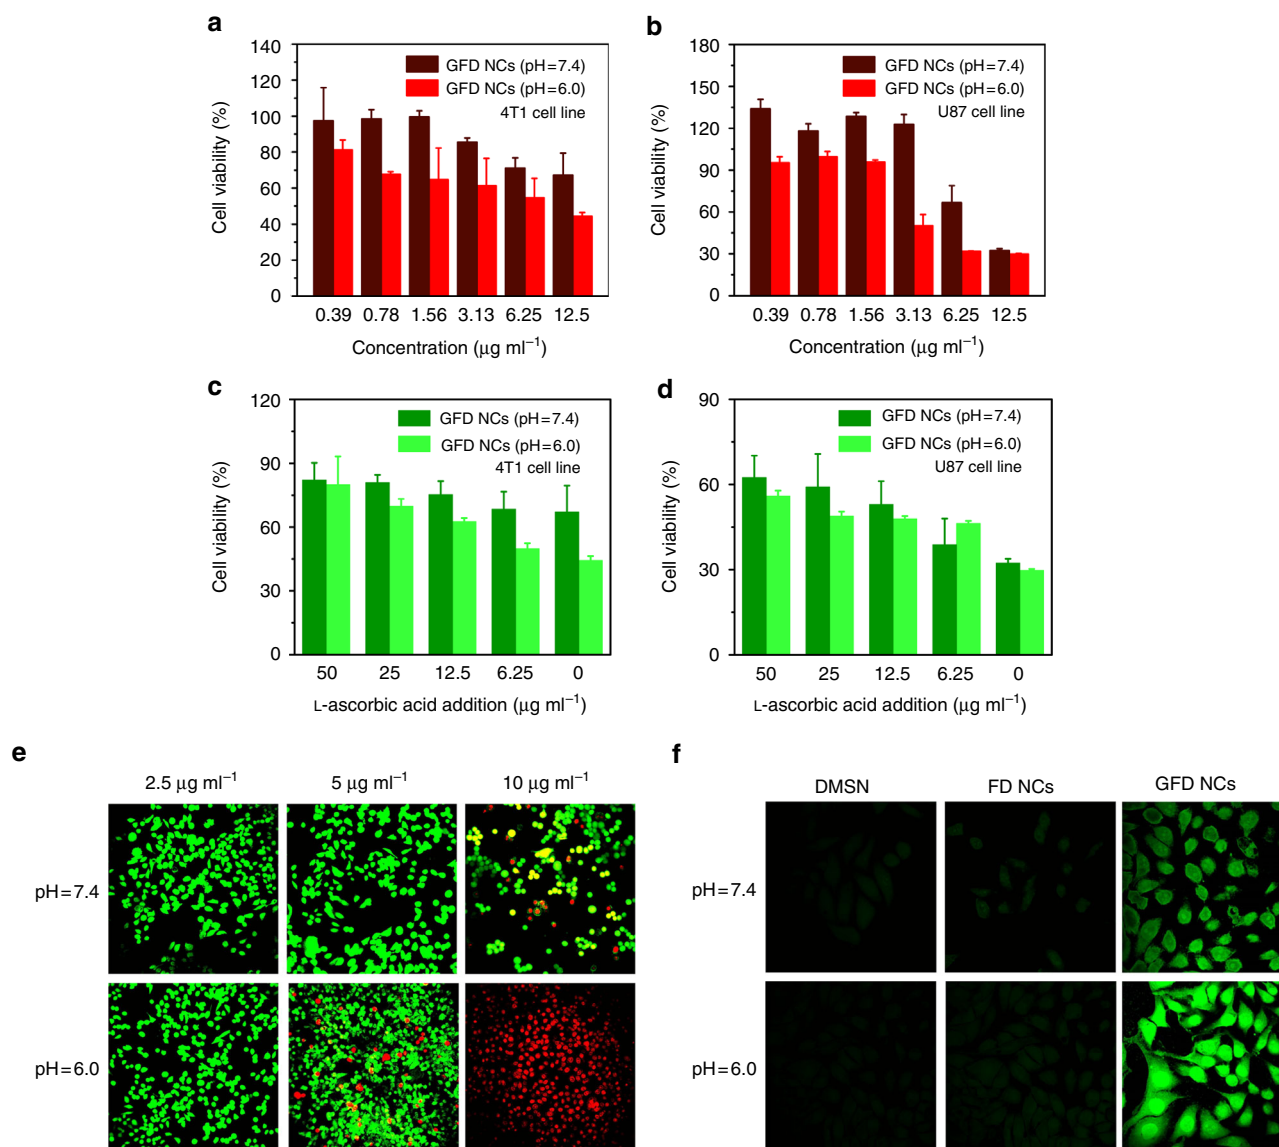 a
140
120
100
80
60
40
20
0
Cell viability (%)
GFD NCs (pH=7.4)
GFD NCs (pH=6.0)
4T1 cell line
0.39 0.78 1.56 3.13 6.25 12.5
Concentration (µg ml⁻¹)
b
180
150
120
90
60
30
0
Cell viability (%)
GFD NCs (pH=7.4)
GFD NCs (pH=6.0)
U87 cell line
0.39 0.78 1.56 3.13 6.25 12.5
Concentration (µg ml⁻¹)
c
120
90
60
30
0
Cell viability (%)
GFD NCs (pH=7.4)
GFD NCs (pH=6.0)
4T1 cell line
50 25 12.5 6.25 0
L-ascorbic acid addition (µg ml⁻¹)
d
90
60
30
0
Cell viability (%)
GFD NCs (pH=7.4)
GFD NCs (pH=6.0)
U87 cell line
50 25 12.5 6.25 0
L-ascorbic acid addition (µg ml⁻¹)
e
2.5 µg ml⁻¹ 5 µg ml⁻¹ 10 µg ml⁻¹
pH=7.4
pH=6.0
f
DMSN FD NCs GFD NCs
pH=7.4
pH=6.0